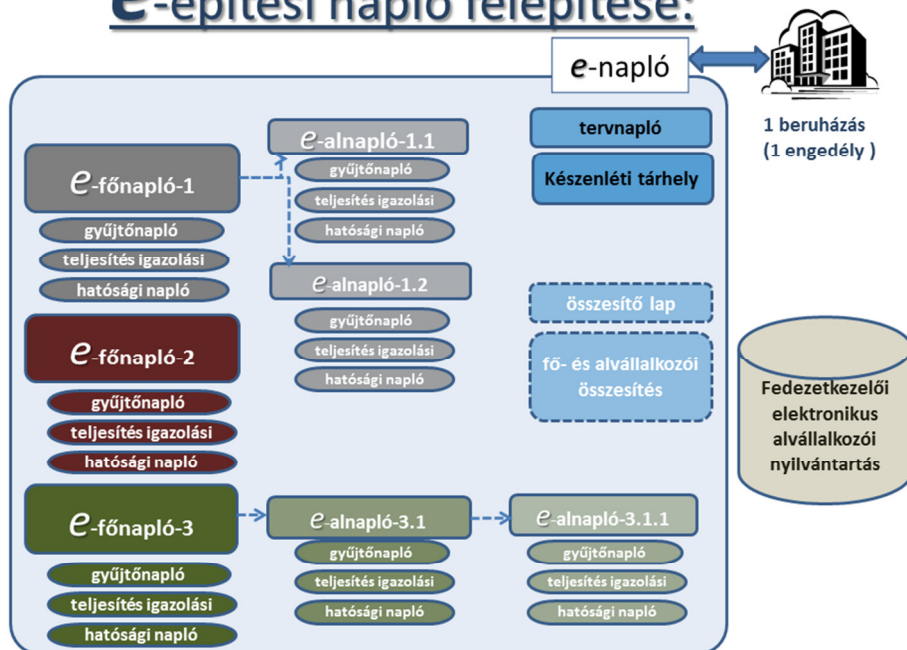 e-építési napló felépítése:
e-napló
1 beruházás
(1 engedély )
tervnapló
Készenléti tárhely
e-főnapló-1
gyűjtőnapló
teljesítés igazolási
hatósági napló
e-alnapló-1.1
gyűjtőnapló
teljesítés igazolási
hatósági napló
e-alnapló-1.2
gyűjtőnapló
teljesítés igazolási
hatósági napló
összesítő lap
fő- és alvállalkozói
összesítés
e-főnapló-2
gyűjtőnapló
teljesítés igazolási
hatósági napló
Fedezetkezelői
elektronikus
alvállalkozói
nyilvántartás
e-főnapló-3
gyűjtőnapló
teljesítés igazolási
hatósági napló
e-alnapló-3.1
gyűjtőnapló
teljesítés igazolási
hatósági napló
e-alnapló-3.1.1
gyűjtőnapló
teljesítés igazolási
hatósági napló